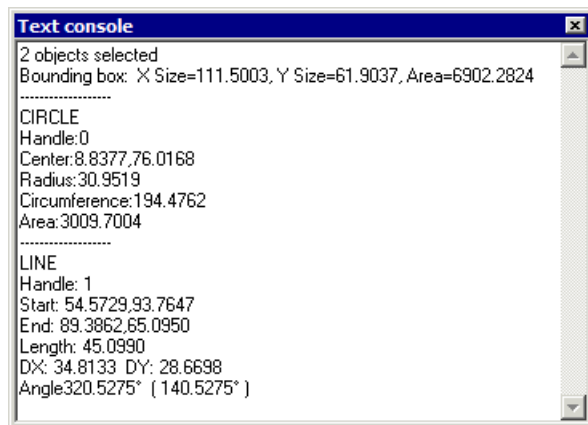 Text console
2 objects selected
Bounding box:  X Size=111.5003, Y Size=61.9037, Area=6902.2824
-------------------
CIRCLE
Handle:0
Center:8.8377,76.0168
Radius:30.9519
Circumference:194.4762
Area:3009.7004
-------------------
LINE
Handle: 1
Start: 54.5729,93.7647
End: 89.3862,65.0950
Length: 45.0990
DX: 34.8133  DY: 28.6698
Angle320.5275°  ( 140.5275° )